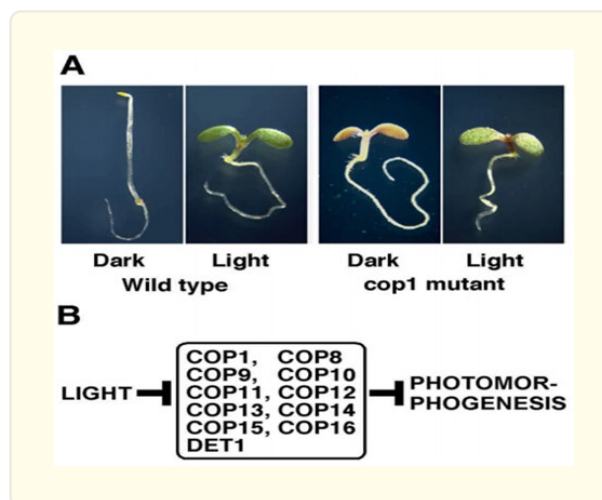 A
Dark Light Dark Light
Wild type cop1 mutant
B
LIGHT
COP1, COP8
COP9, COP10
COP11, COP12
COP13, COP14
COP15, COP16
DET1
PHOTOMOR-
PHOGENESIS